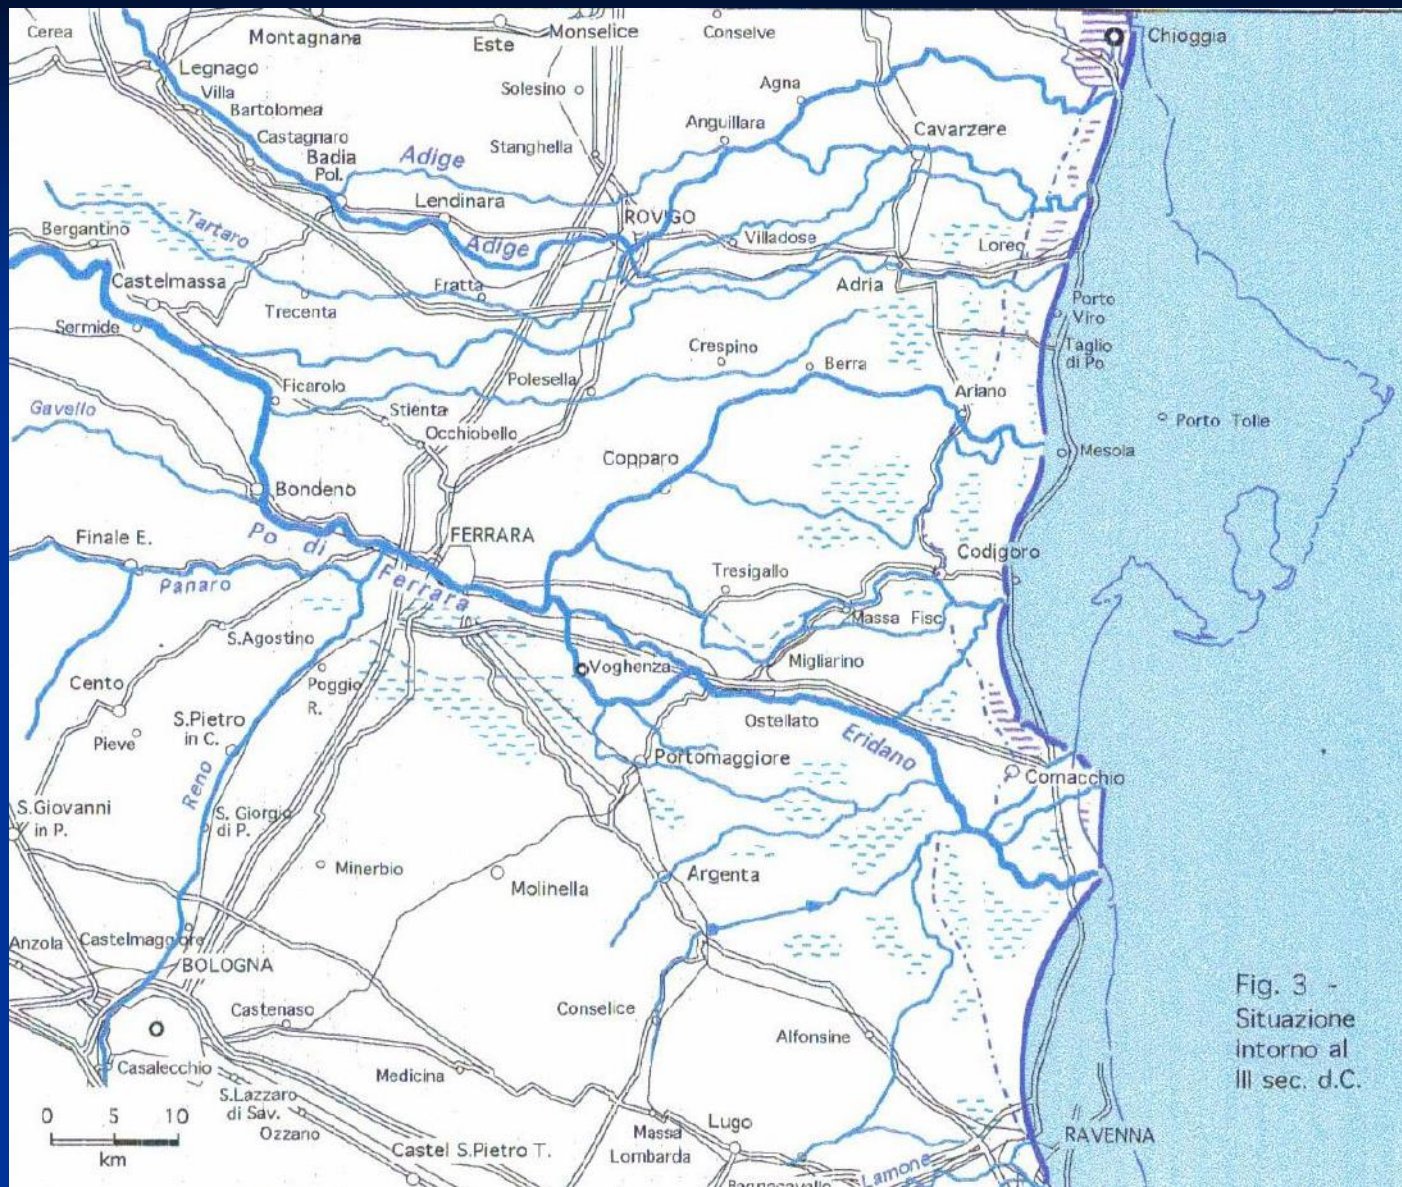 Cerea
Montagnana
Este
Monselice
Conselve
Chioggia
Legnago
Villa
Bartolomea
Solesino
Agna
Castagnaro
Badia
Pol.
Adige
Stanghella
Anguillara
Cavarzere
Lendinara
Tartaro
Bergantino
Adige
ROVIGO
Villadose
Loreo
Castelmassa
Trecenta
Fratta
Adria
Porto
Viro
Sermide
Taglio
di Po
Crespino
Berra
Ficarolo
Polesella
Ariano
Gavello
Stienta
Occhiobello
Porto Tolle
Copparo
Mesola
Bondeno
Po di
Ferrara
FERRARA
Finale E.
Panaro
Codigoro
Tresigallo
Massa Fisc.
S.Agostino
Voghenza
Migliarino
Poggio
R.
Cento
S.Pietro
in C.
Pieve
Ostellato
Eridano
Portomaggiore
Comacchio
Reno
S.Giovanni
in P.
S. Giorgio
di P.
Minerbio
Molinella
Argenta
Anzola
Castelmaggiore
BOLOGNA
Castenaso
Conselice
Alfonsine
Fig. 3 -
Situazione
intorno al
III sec. d.C.
Casalecchio
Medicina
S.Lazzaro
di Sav.
Ozzano
0 5 10
km
Castel S.Pietro T.
Massa
Lombarda
Lugo
RAVENNA
Lamone